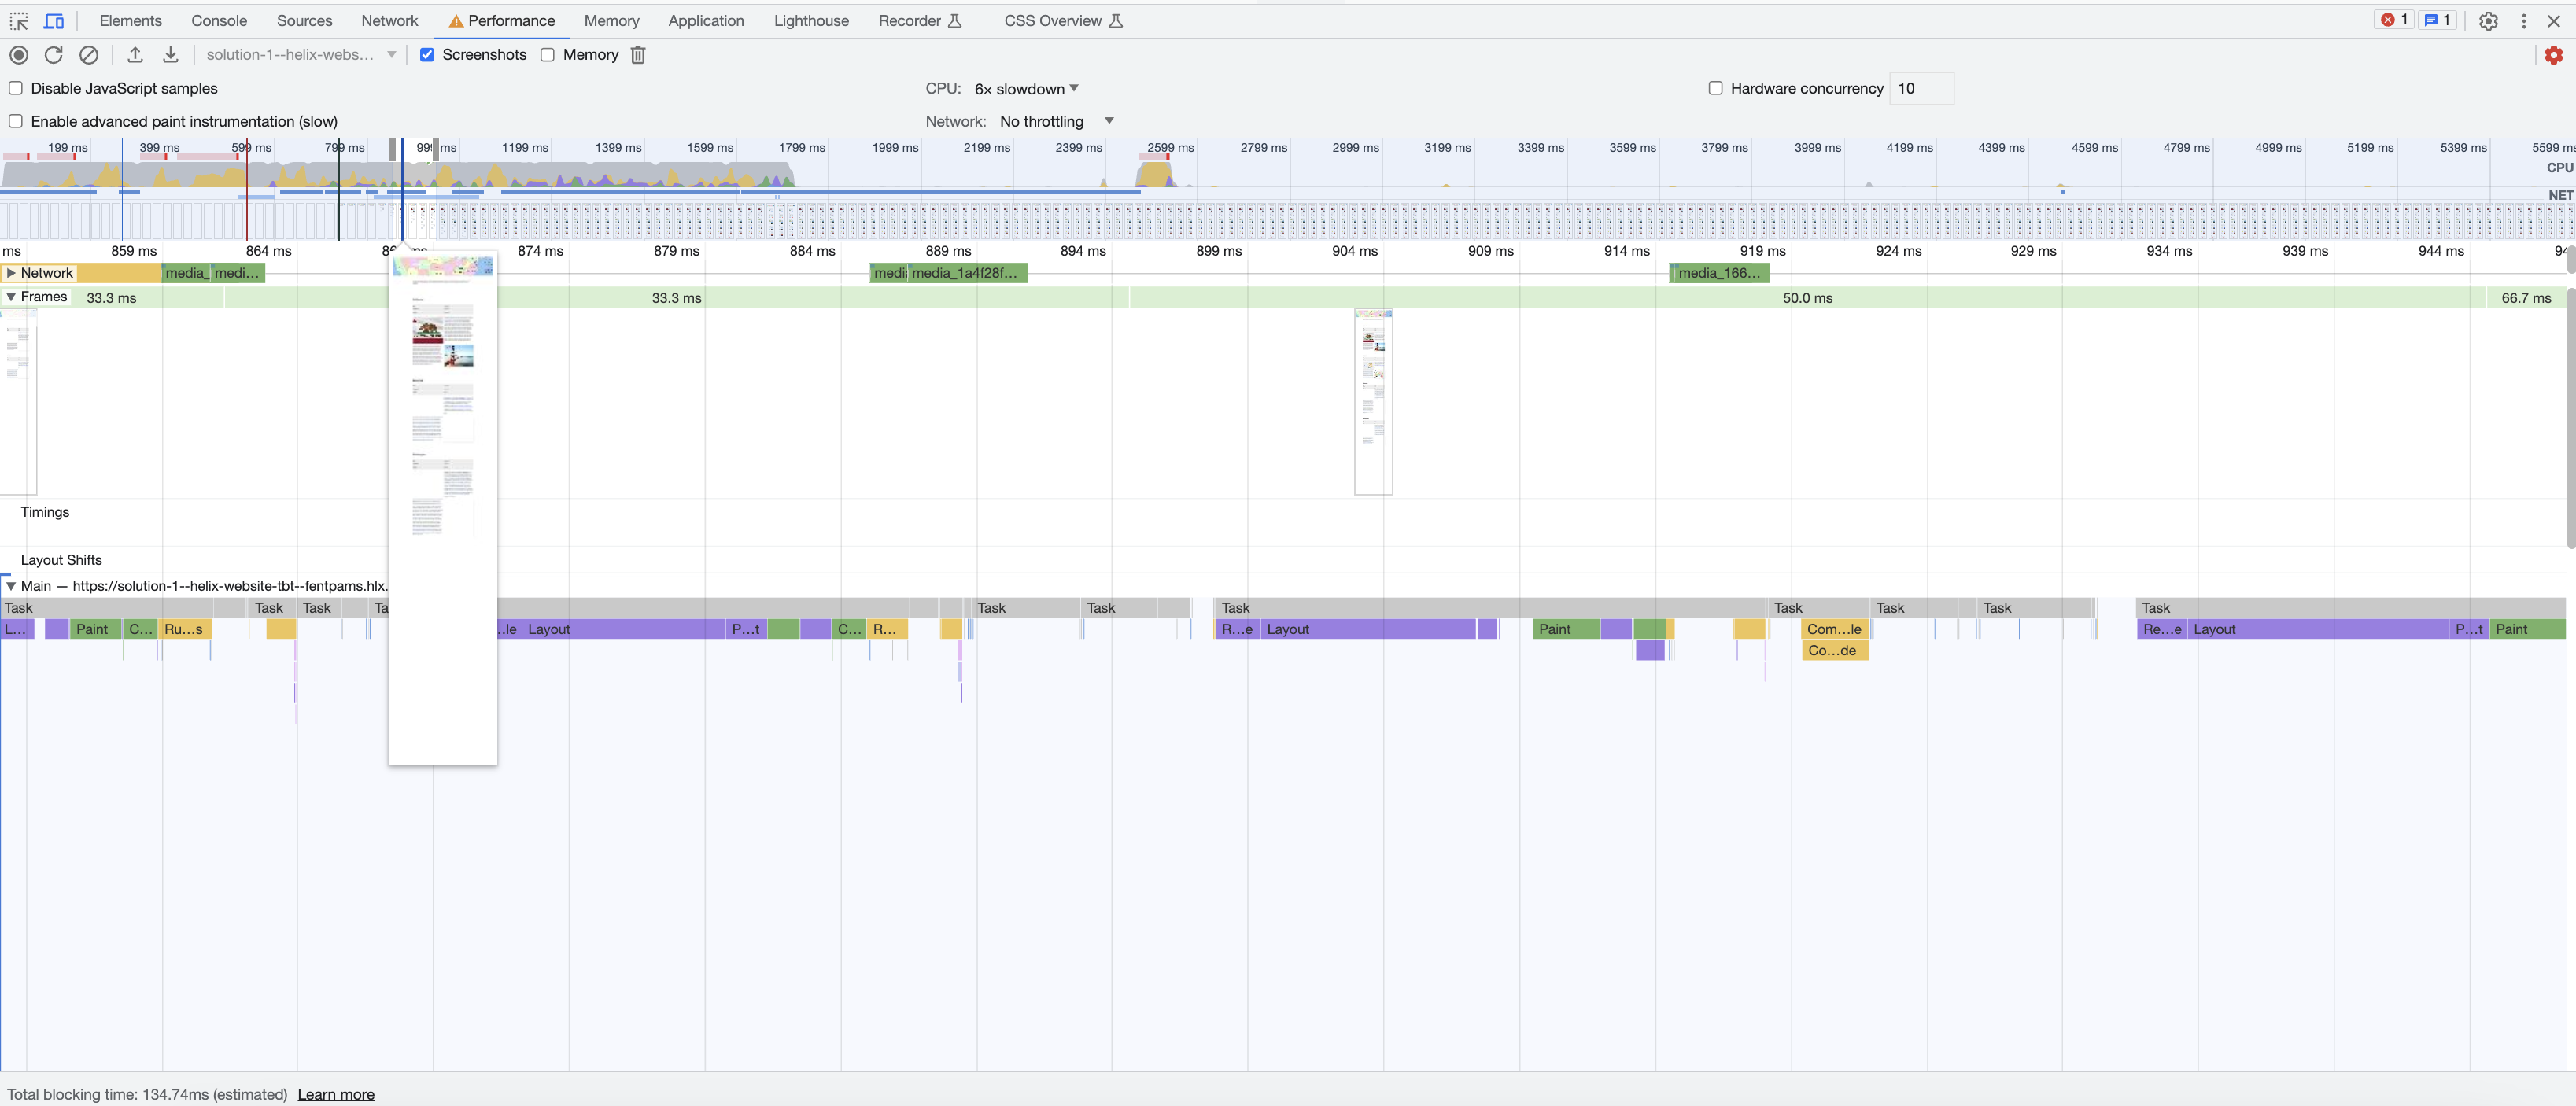 Elements Console Sources Network Performance Memory Application Lighthouse Recorder CSS Overview 1 1
solution-1--helix-webs... Screenshots Memory
Disable JavaScript samples CPU: 6× slowdown Hardware concurrency 10
Enable advanced paint instrumentation (slow) Network: No throttling
199 ms 399 ms 599 ms 799 ms 999 ms 1199 ms 1399 ms 1599 ms 1799 ms 1999 ms 2199 ms 2399 ms 2599 ms 2799 ms 2999 ms 3199 ms 3399 ms 3599 ms 3799 ms 3999 ms 4199 ms 4399 ms 4599 ms 4799 ms 4999 ms 5199 ms 5399 ms 5599 ms
CPU
NET
ms 859 ms 864 ms 874 ms 879 ms 884 ms 889 ms 894 ms 899 ms 904 ms 909 ms 914 ms 919 ms 924 ms 929 ms 934 ms 939 ms 944 ms
Network media_ medi... medi media_1a4f28f... media_166...
Frames 33.3 ms 33.3 ms 50.0 ms 66.7 ms
Timings
Layout Shifts
Main — https://solution-1--helix-website-tbt--fentpams.hlx.
Task Task Task Ta Task Task Task Task Task Task Task
L... Paint C... Ru...s ...le Layout P...t C... R... R...e Layout Paint Com...le Re...e Layout P...t Paint
Co...de
Total blocking time: 134.74ms (estimated) Learn more